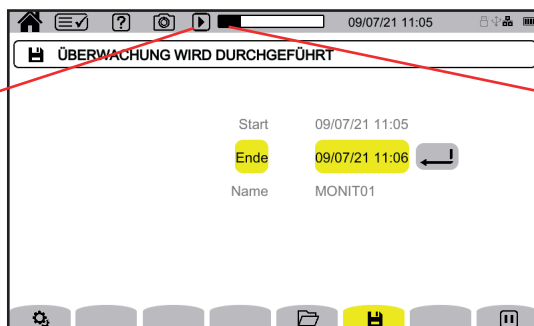 09/07/21 11:05
ÜBERWACHUNG WIRD DURCHGEFÜHRT
Start 09/07/21 11:05
Ende 09/07/21 11:06
Name MONIT01